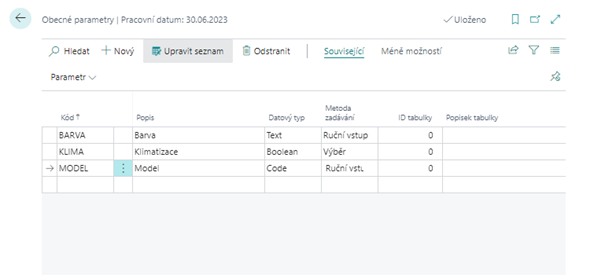 Obecné parametry | Pracovní datum: 30.06.2023
Uloženo
Hledat Nový Upravit seznam Odstranit Související Méně možností
Parametr
Kód Popis Datový typ Metoda zadávání ID tabulky Popisek tabulky
BARVA Barva Text Ruční vstup 0
KLIMA Klimatizace Boolean Výběr 0
MODEL Model Code Ruční vstu 0